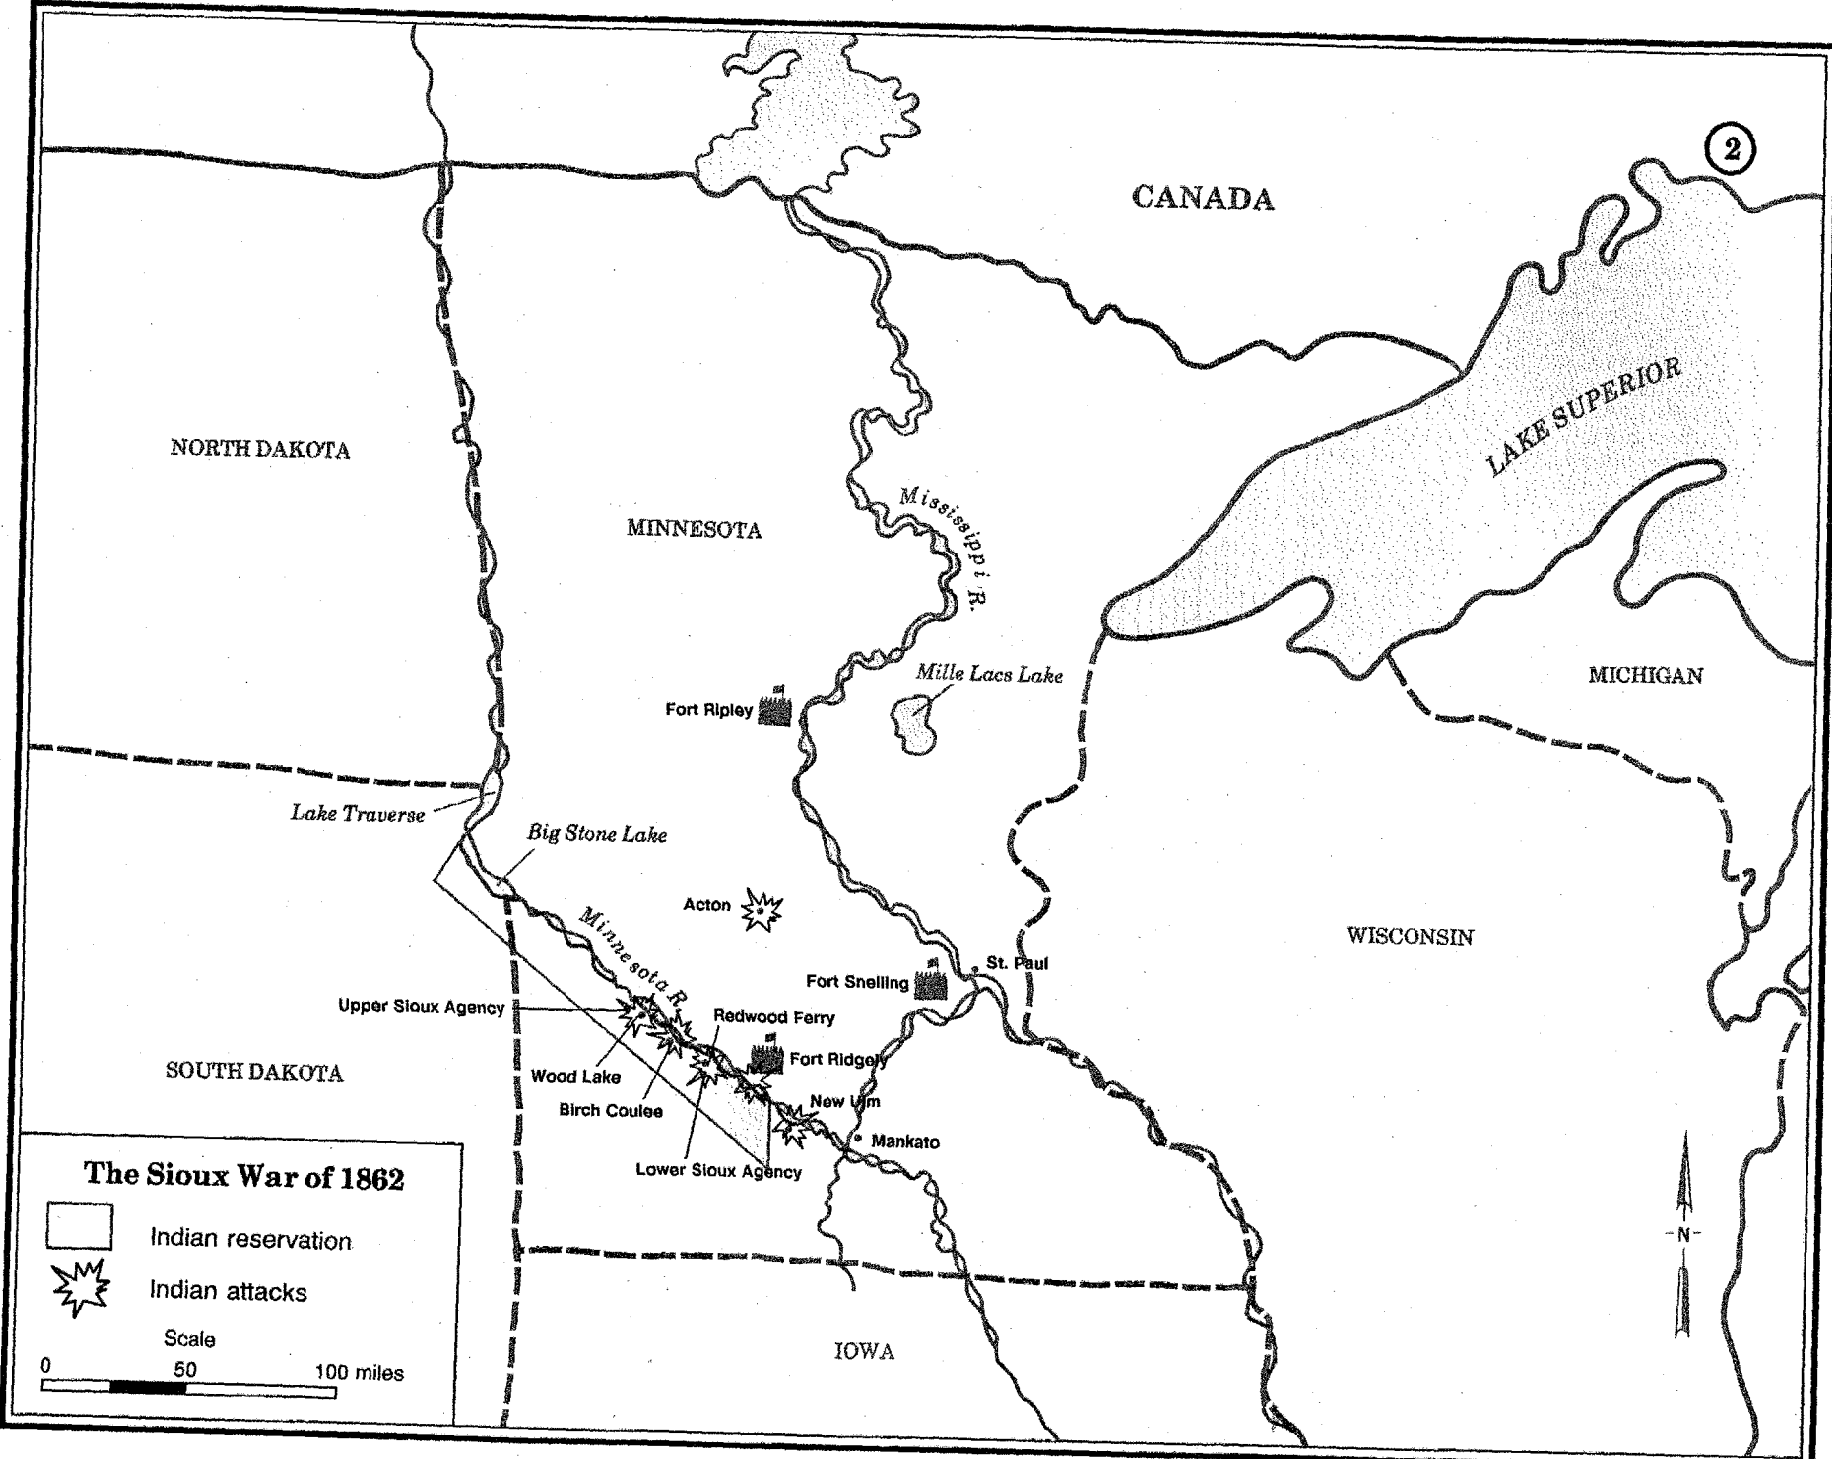 2
CANADA
LAKE SUPERIOR
NORTH DAKOTA
MINNESOTA
Mississippi R.
Mille Lacs Lake
Fort Ripley
MICHIGAN
Lake Traverse
Big Stone Lake
Acton
Minnesota R.
WISCONSIN
St. Paul
Fort Snelling
Upper Sioux Agency
Redwood Ferry
Fort Ridgely
Wood Lake
SOUTH DAKOTA
Birch Coulee
New Ulm
Mankato
Lower Sioux Agency
The Sioux War of 1862
Indian reservation
Indian attacks
Scale
0 50 100 miles
N
IOWA